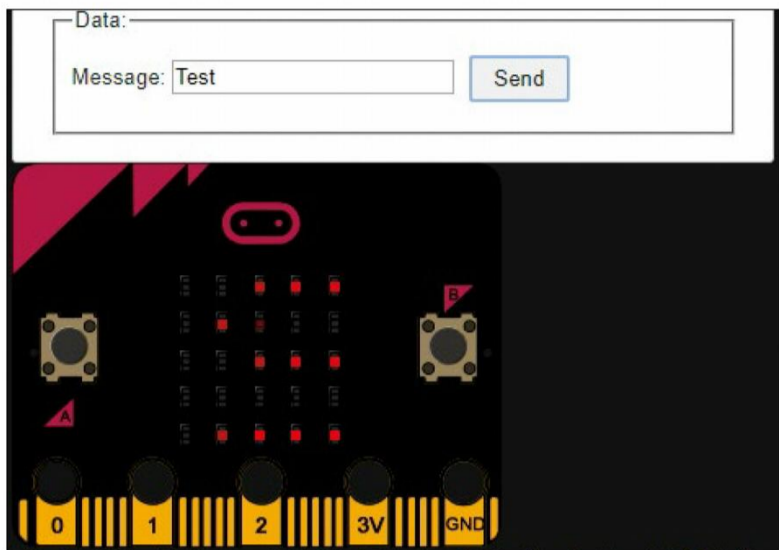 Data:
Message: Test Send
B
A
0 1 2 3V GND